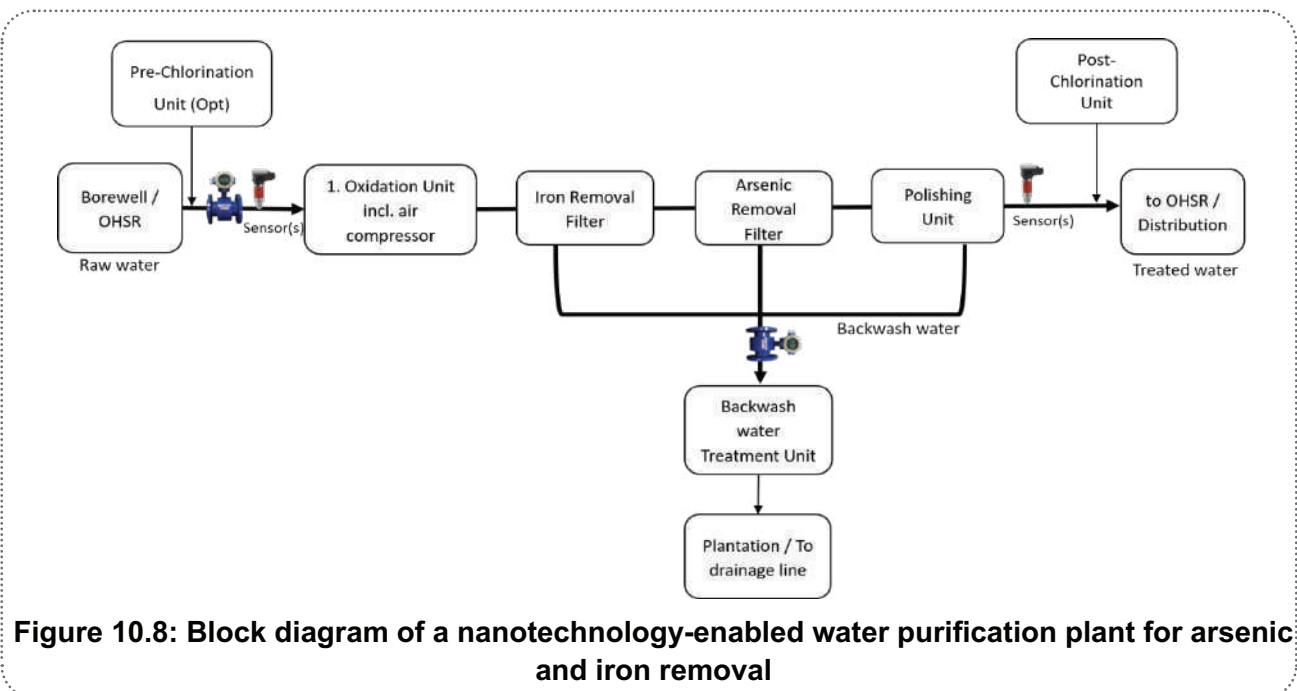 Pre-Chlorination
Unit (Opt)
Post-
Chlorination
Unit
Borewell /
OHSR
Raw water
Sensor(s)
1. Oxidation Unit
incl. air
compressor
Iron Removal
Filter
Arsenic
Removal
Filter
Polishing
Unit
Sensor(s)
to OHSR /
Distribution
Treated water
Backwash water
Backwash
water
Treatment Unit
Plantation / To
drainage line
Figure 10.8: Block diagram of a nanotechnology-enabled water purification plant for arsenic
and iron removal